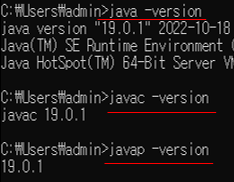 C:₩Users₩admin>java -version
java version "19.0.1" 2022-10-18
Java(TM) SE Runtime Environment (
Java HotSpot(TM) 64-Bit Server
C:₩Users₩admin>javac -version
javac 19.0.1
C:₩Users₩admin>javap -version
19.0.1